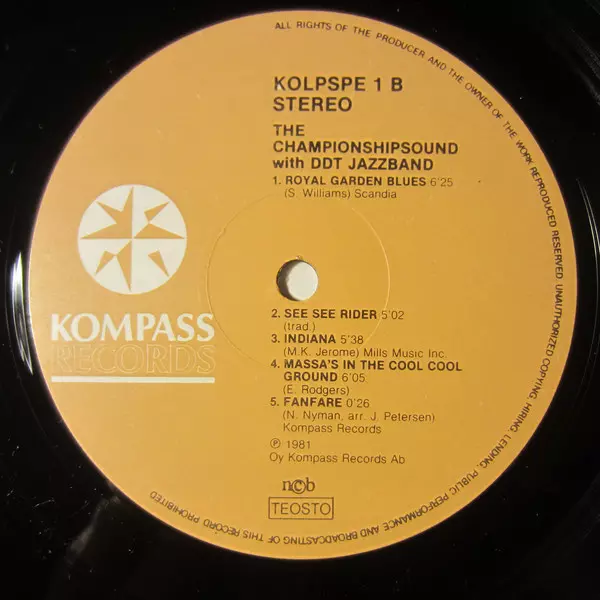 ALL RIGHTS OF THE PRODUCER AND THE OWNER OF THE WORK REPRODUCED RESERVED. UNAUTHORIZED COPYING, HIRING, LENDING, PUBLIC PERFORMANCE AND BROADCASTING OF THIS RECORD PROHIBITED
KOLPSPE 1 B
STEREO
THE
CHAMPIONSHIPSOUND
with DDT JAZZBAND
1. ROYAL GARDEN BLUES 6'25
(S. Williams) Scandia
KOMPASS
RECORDS
2. SEE SEE RIDER 5'02
(trad.)
3. INDIANA 5'38
(M.K. Jerome) Mills Music Inc.
4. MASSA'S IN THE COOL COOL
GROUND 6'05
(E. Rodgers)
5. FANFARE 0'26
(N. Nyman, arr. J. Petersen)
Kompass Records
℗ 1981
Oy Kompass Records Ab
ncb
TEOSTO